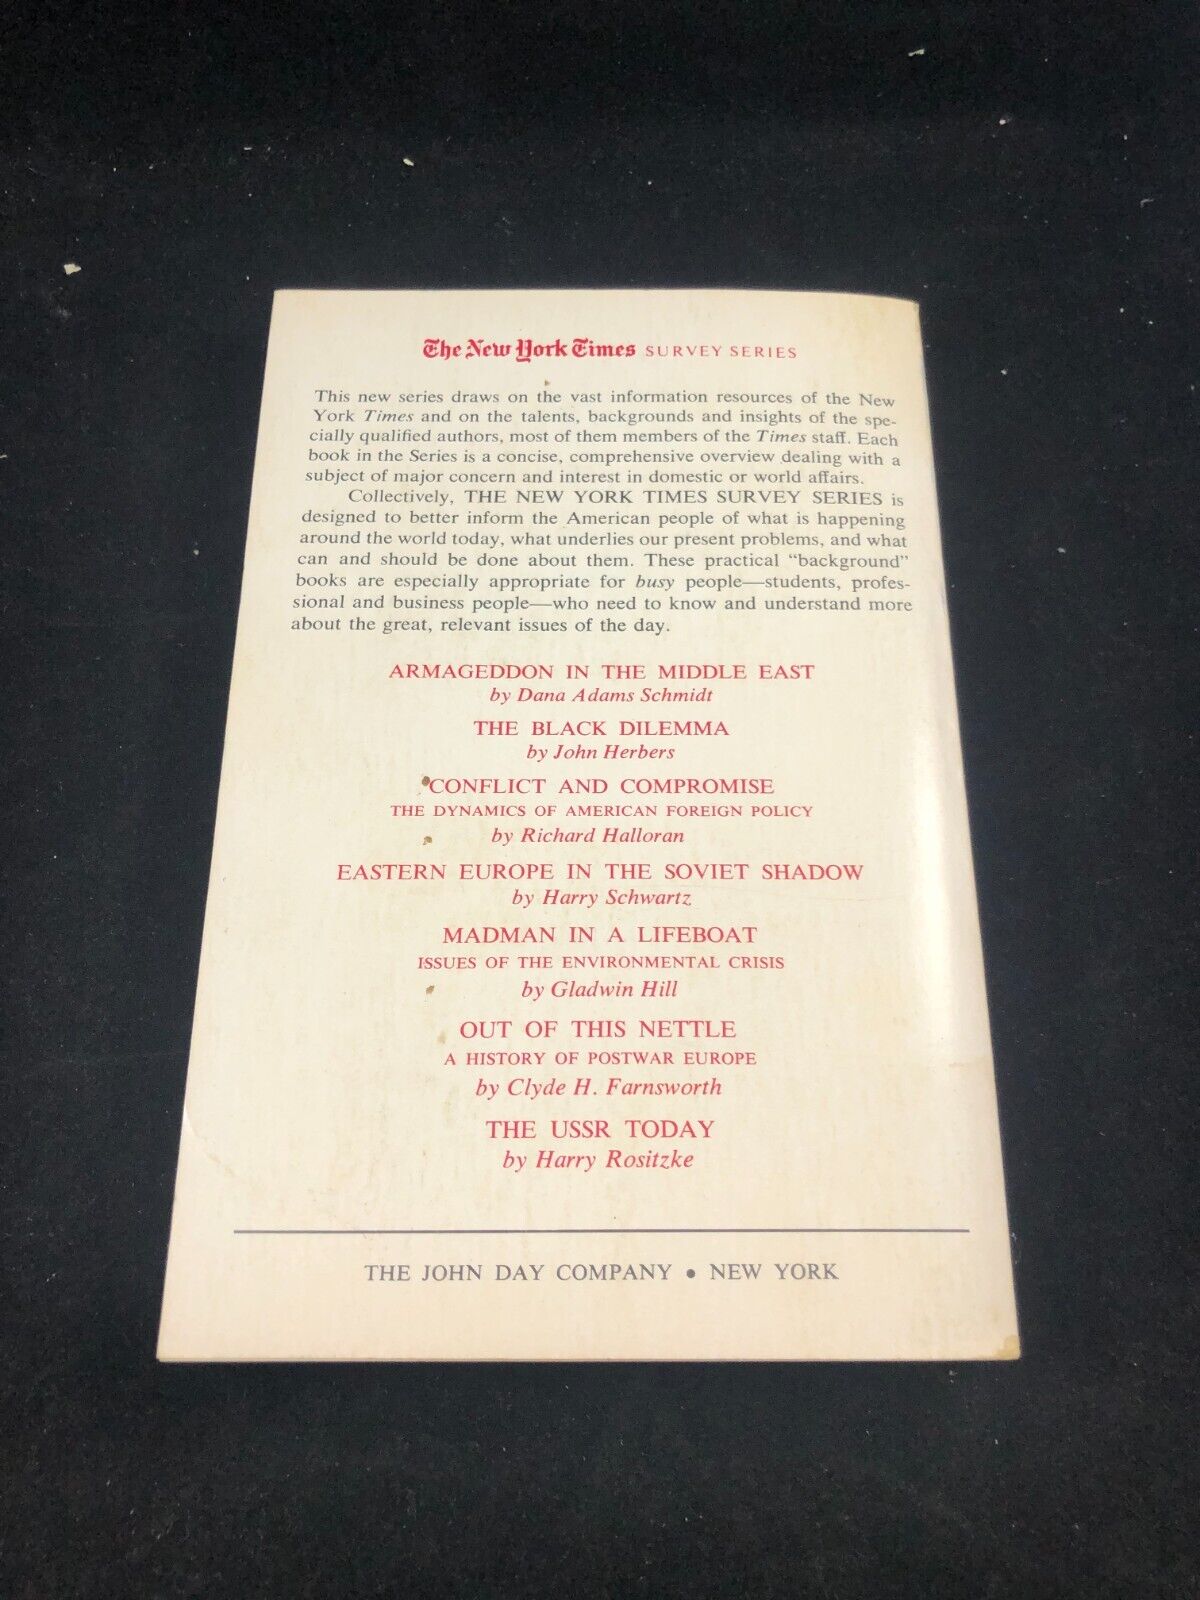 The New York Times SURVEY SERIES
This new series draws on the vast information resources of the New
York Times and on the talents, backgrounds and insights of the spe-
cially qualified authors, most of them members of the Times staff. Each
book in the Series is a concise, comprehensive overview dealing with a
subject of major concern and interest in domestic or world affairs.
Collectively, THE NEW YORK TIMES SURVEY SERIES is
designed to better inform the American people of what is happening
around the world today, what underlies our present problems, and what
can and should be done about them. These practical "background"
books are especially appropriate for busy people—students, profes-
sional and business people—who need to know and understand more
about the great, relevant issues of the day.
ARMAGEDDON IN THE MIDDLE EAST
by Dana Adams Schmidt
THE BLACK DILEMMA
by John Herbers
CONFLICT AND COMPROMISE
THE DYNAMICS OF AMERICAN FOREIGN POLICY
by Richard Halloran
EASTERN EUROPE IN THE SOVIET SHADOW
by Harry Schwartz
MADMAN IN A LIFEBOAT
ISSUES OF THE ENVIRONMENTAL CRISIS
by Gladwin Hill
OUT OF THIS NETTLE
A HISTORY OF POSTWAR EUROPE
by Clyde H. Farnsworth
THE USSR TODAY
by Harry Rositzke
THE JOHN DAY COMPANY • NEW YORK